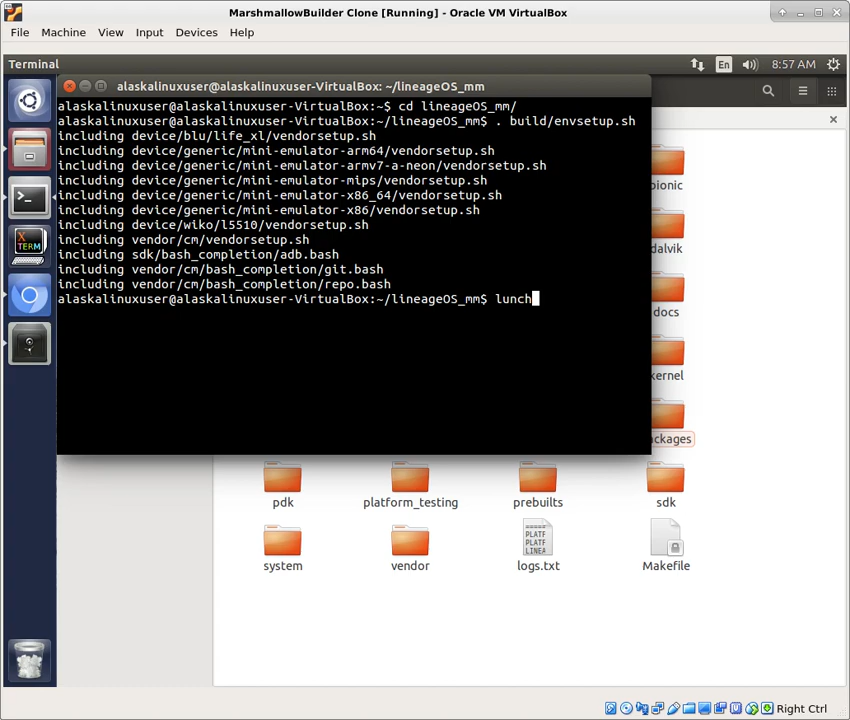 MarshmallowBuilder Clone [Running] - Oracle VM VirtualBox
File Machine View Input Devices Help
Terminal
En
8:57 AM
alaskalinuxuser@alaskalinuxuser-VirtualBox: ~/lineageOS_mm
alaskalinuxuser@alaskalinuxuser-VirtualBox:~$ cd lineageOS_mm/
alaskalinuxuser@alaskalinuxuser-VirtualBox:~/lineageOS_mm$ . build/envsetup.sh
including device/blu/life_xl/vendorsetup.sh
including device/generic/mini-emulator-arm64/vendorsetup.sh
including device/generic/mini-emulator-armv7-a-neon/vendorsetup.sh
including device/generic/mini-emulator-mips/vendorsetup.sh
including device/generic/mini-emulator-x86_64/vendorsetup.sh
including device/generic/mini-emulator-x86/vendorsetup.sh
including device/wiko/l5510/vendorsetup.sh
including vendor/cm/vendorsetup.sh
including sdk/bash_completion/adb.bash
including vendor/cm/bash_completion/git.bash
including vendor/cm/bash_completion/repo.bash
alaskalinuxuser@alaskalinuxuser-VirtualBox:~/lineageOS_mm$ lunch
X
TERM
>_
bionic
dalvik
docs
kernel
ackages
pdk
platform_testing
prebuilts
sdk
PLATF
PLATF
LINEA
system
vendor
logs.txt
Makefile
Right Ctrl